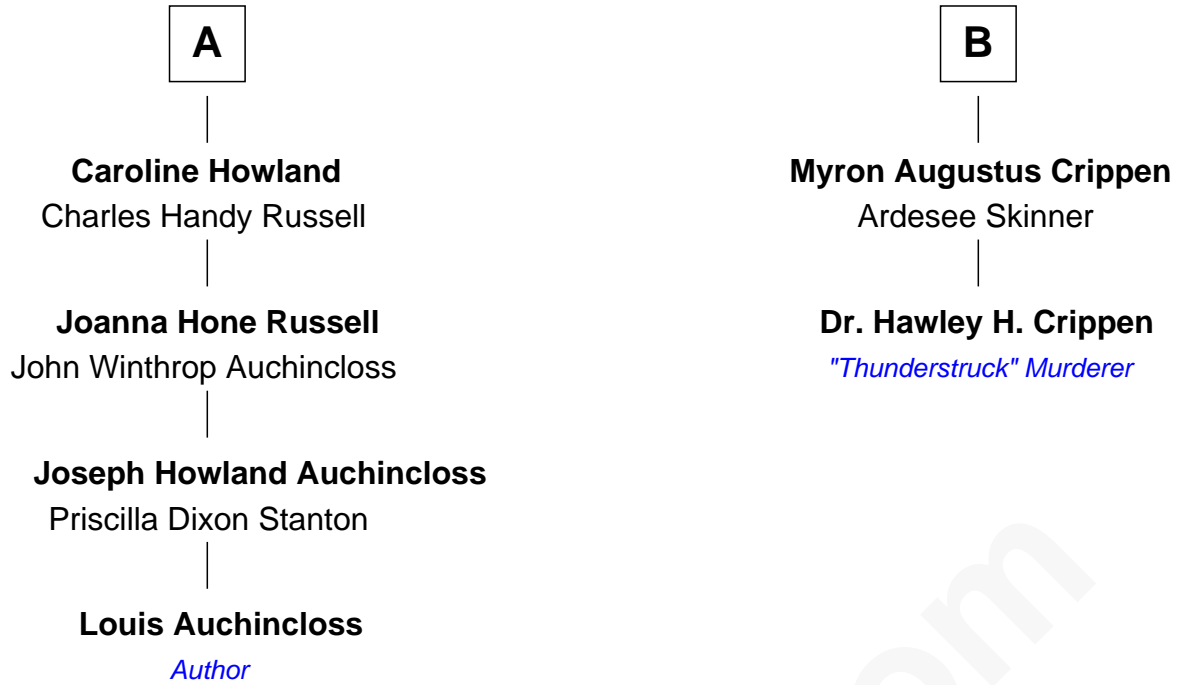 A
Caroline Howland
Charles Handy Russell
Joanna Hone Russell
John Winthrop Auchincloss
Joseph Howland Auchincloss
Priscilla Dixon Stanton
Louis Auchincloss
Author
B
Myron Augustus Crippen
Ardesee Skinner
Dr. Hawley H. Crippen
"Thunderstruck" Murderer
om